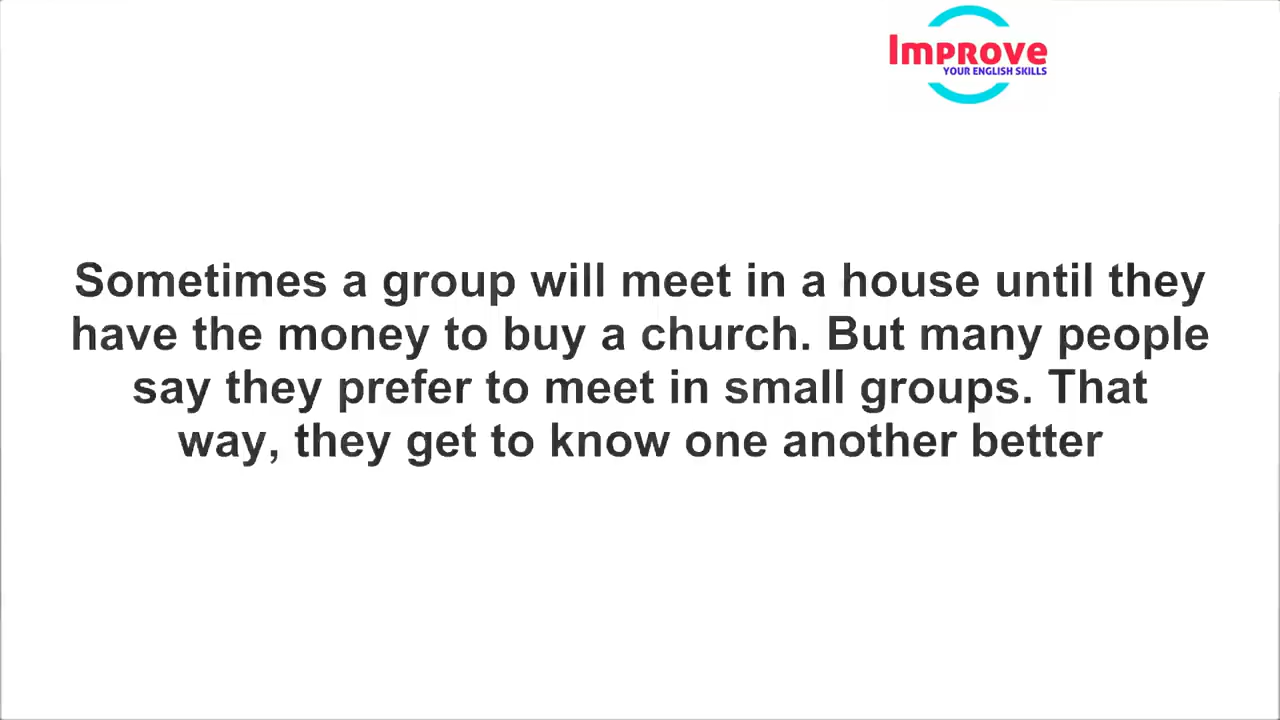 Improve
YOUR ENGLISH SKILLS
Sometimes a group will meet in a house until they
have the money to buy a church. But many people
say they prefer to meet in small groups. That
way, they get to know one another better